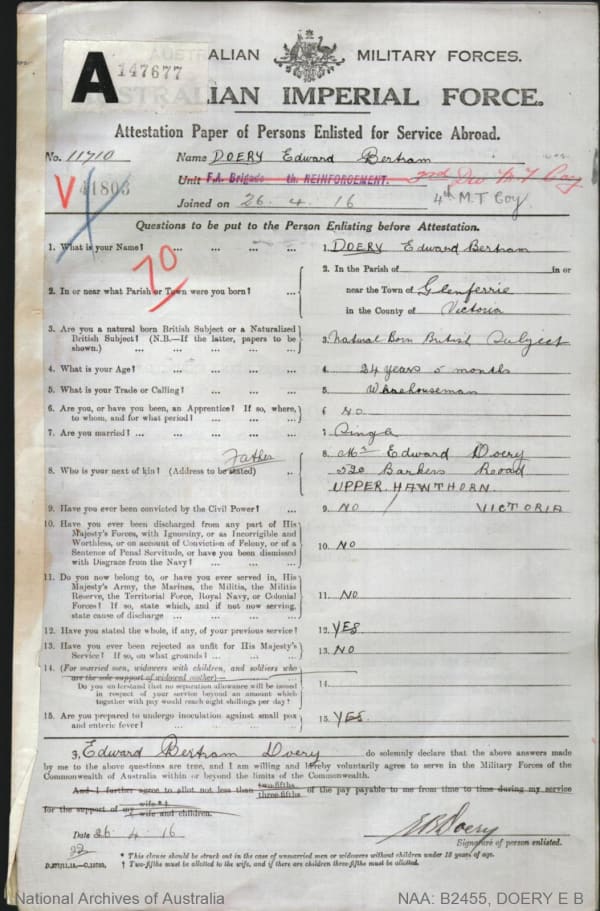 A
147677
AUSTRALIAN MILITARY FORCES.
AUSTRALIAN IMPERIAL FORCE.
Attestation Paper of Persons Enlisted for Service Abroad.
No. 11710 Name DOERY Edward Bertram
V 41803 Unit F.A. Brigade th. REINFORCEMENT. 3rd Div M T Coy
Joined on 26. 4. 16 4th M.T Coy
Questions to be put to the Person Enlisting before Attestation.
1. What is your Name? ... ... ... ... 1. DOERY Edward Bertram
70
2. In or near what Parish or Town were you born? ... 2. In the Parish of in or
near the Town of Glenferrie
in the County of Victoria
3. Are you a natural born British Subject or a Naturalized
British Subject? (N.B.—If the latter, papers to be
shown.) ... ... ... ... 3. Natural Born British Subject
4. What is your Age? ... ... ... ... 4. 24 years 5 months
5. What is your Trade or Calling? ... ... ... 5. Warehouseman
6. Are you, or have you been, an Apprentice? If so, where,
to whom, and for what period? ... ... ... 6. NO
7. Are you married? ... ... ... ... 7. Single
Father
8. Who is your next of kin? (Address to be stated) .. 8. Mr Edward Doery
520 Barkers Road
UPPER HAWTHORN
9. Have you ever been convicted by the Civil Power? ... 9. NO VICTORIA
10. Have you ever been discharged from any part of His
Majesty's Forces, with Ignominy, or as Incorrigible and
Worthless, or on account of Conviction of Felony, or of a
Sentence of Penal Servitude, or have you been dismissed
with Disgrace from the Navy? ... ... ... 10. NO
11. Do you now belong to, or have you ever served in, His
Majesty's Army, the Marines, the Militia, the Militia
Reserve, the Territorial Force, Royal Navy, or Colonial
Forces? If so, state which, and if not now serving,
state cause of discharge ... ... ... ... 11. NO
12. Have you stated the whole, if any, of your previous service? 12. YES
13. Have you ever been rejected as unfit for His Majesty's
Service? If so, on what grounds? ... ... ... 13. NO
14. (For married men, widowers with children, and soldiers who
are the sole support of widowed mother)—
Do you understand that no separation allowance will be issued
in respect of your service beyond an amount which
together with pay would reach eight shillings per day? 14.
15. Are you prepared to undergo inoculation against small pox
and enteric fever? ... ... ... ... 15. YES
I, Edward Bertram Doery do solemnly declare that the above answers made
by me to the above questions are true, and I am willing and hereby voluntarily agree to serve in the Military Forces of the
Commonwealth of Australia within or beyond the limits of the Commonwealth.
And I further agree to allot not less than two-fifths three-fifths of the pay payable to me from time to time during my service
for the support of my wife* † wife and children.
Date 26-4-16 E B Doery
Signature of person enlisted.
* This clause should be struck out in the case of unmarried men or widowers without children under 18 years of age.
† Two-fifths must be allotted to the wife, and if there are children three-fifths must be allotted.
National Archives of Australia NAA: B2455, DOERY E B